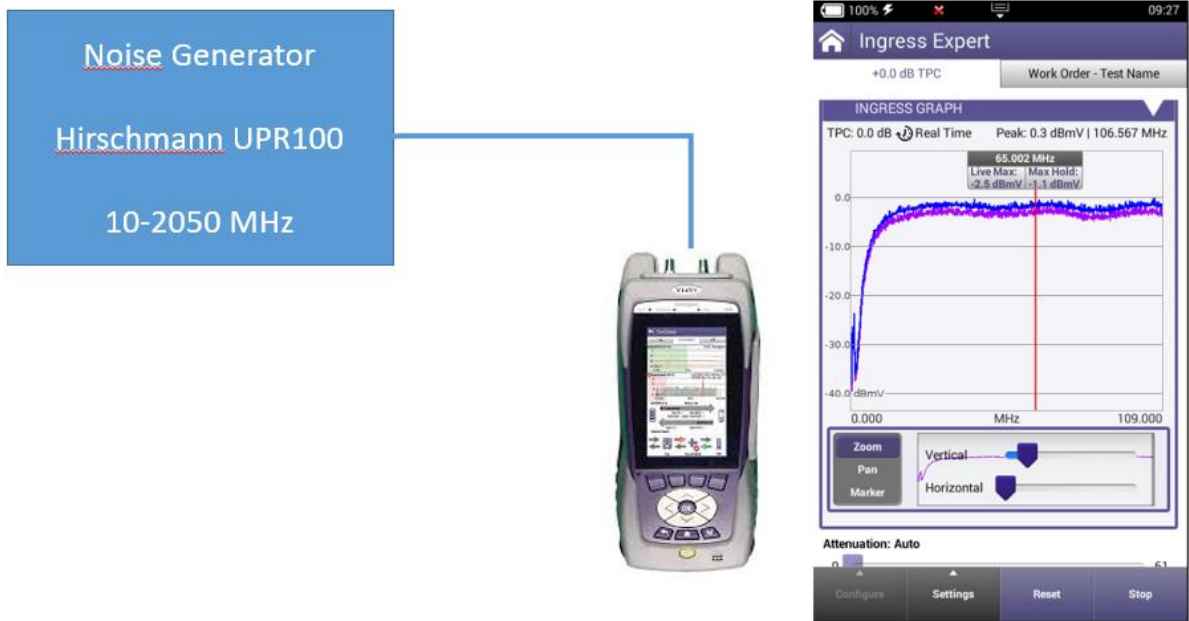 Noise Generator
Hirschmann UPR100
10-2050 MHz
VIAVI
100%
09:27
Ingress Expert
+0.0 dB TPC
Work Order - Test Name
INGRESS GRAPH
TPC: 0.0 dB Real Time Peak: 0.3 dBmV | 106.567 MHz
65.002 MHz
Live Max: Max Hold:
-2.5 dBmV -1.1 dBmV
0.0
-10.0
-20.0
-30.0
-40.0 dBmV
0.000 MHz 109.000
Zoom
Pan
Marker
Vertical
Horizontal
Attenuation: Auto
0 61
Configure Settings Reset Stop